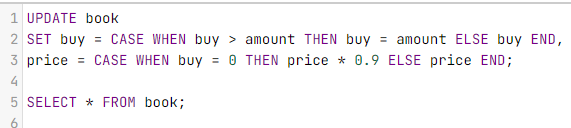 1 UPDATE book
2 SET buy = CASE WHEN buy > amount THEN buy = amount ELSE buy END,
3 price = CASE WHEN buy = 0 THEN price * 0.9 ELSE price END;
4
5 SELECT * FROM book;
6